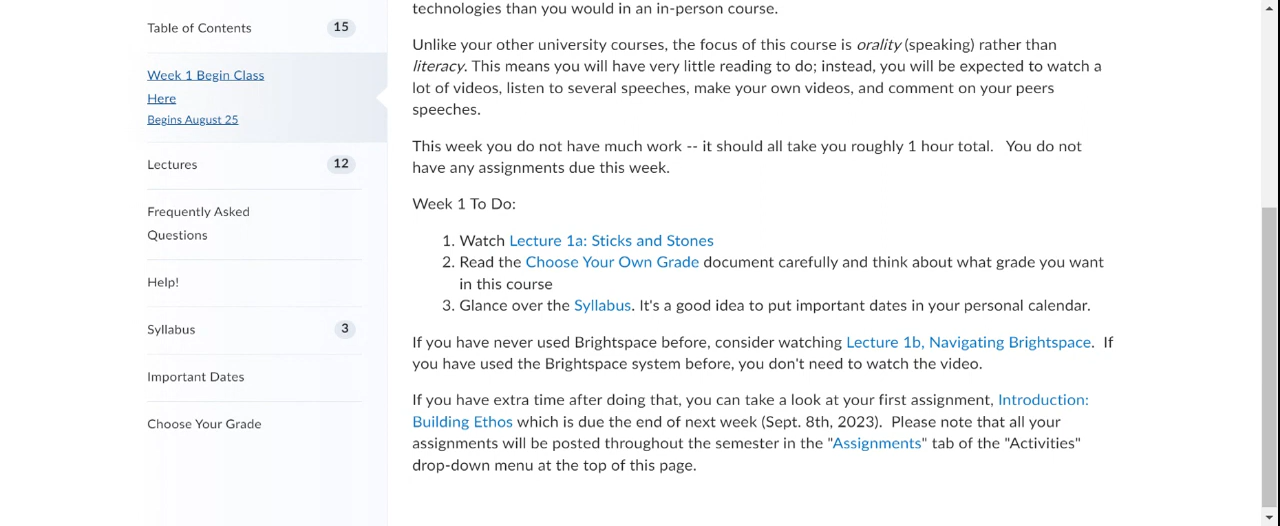 Table of Contents 15
Week 1 Begin Class
Here
Begins August 25
Lectures 12
Frequently Asked
Questions
Help!
Syllabus 3
Important Dates
Choose Your Grade
technologies than you would in an in-person course.
Unlike your other university courses, the focus of this course is orality (speaking) rather than
literacy. This means you will have very little reading to do; instead, you will be expected to watch a
lot of videos, listen to several speeches, make your own videos, and comment on your peers
speeches.
This week you do not have much work -- it should all take you roughly 1 hour total. You do not
have any assignments due this week.
Week 1 To Do:
1. Watch Lecture 1a: Sticks and Stones
2. Read the Choose Your Own Grade document carefully and think about what grade you want
in this course
3. Glance over the Syllabus. It's a good idea to put important dates in your personal calendar.
If you have never used Brightspace before, consider watching Lecture 1b, Navigating Brightspace. If
you have used the Brightspace system before, you don't need to watch the video.
If you have extra time after doing that, you can take a look at your first assignment, Introduction:
Building Ethos which is due the end of next week (Sept. 8th, 2023). Please note that all your
assignments will be posted throughout the semester in the "Assignments" tab of the "Activities"
drop-down menu at the top of this page.